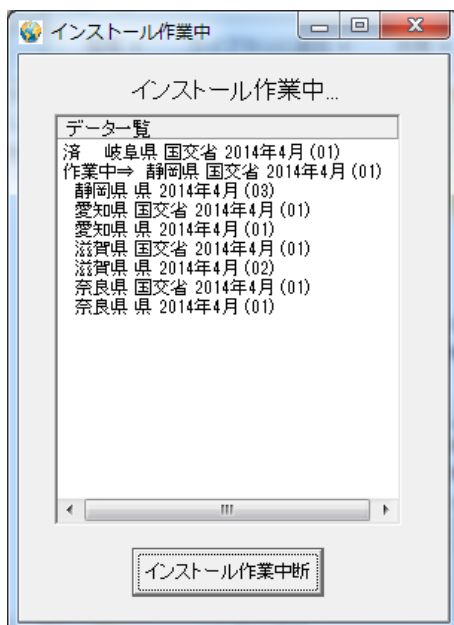 インストール作業中
インストール作業中...
データ一覧
済　岐阜県 国交省 2014年4月 (01)
作業中⇒ 静岡県 国交省 2014年4月 (01)
静岡県 県 2014年4月 (03)
愛知県 国交省 2014年4月 (01)
愛知県 県 2014年4月 (01)
滋賀県 国交省 2014年4月 (01)
滋賀県 県 2014年4月 (02)
奈良県 国交省 2014年4月 (01)
奈良県 県 2014年4月 (01)
インストール作業中断